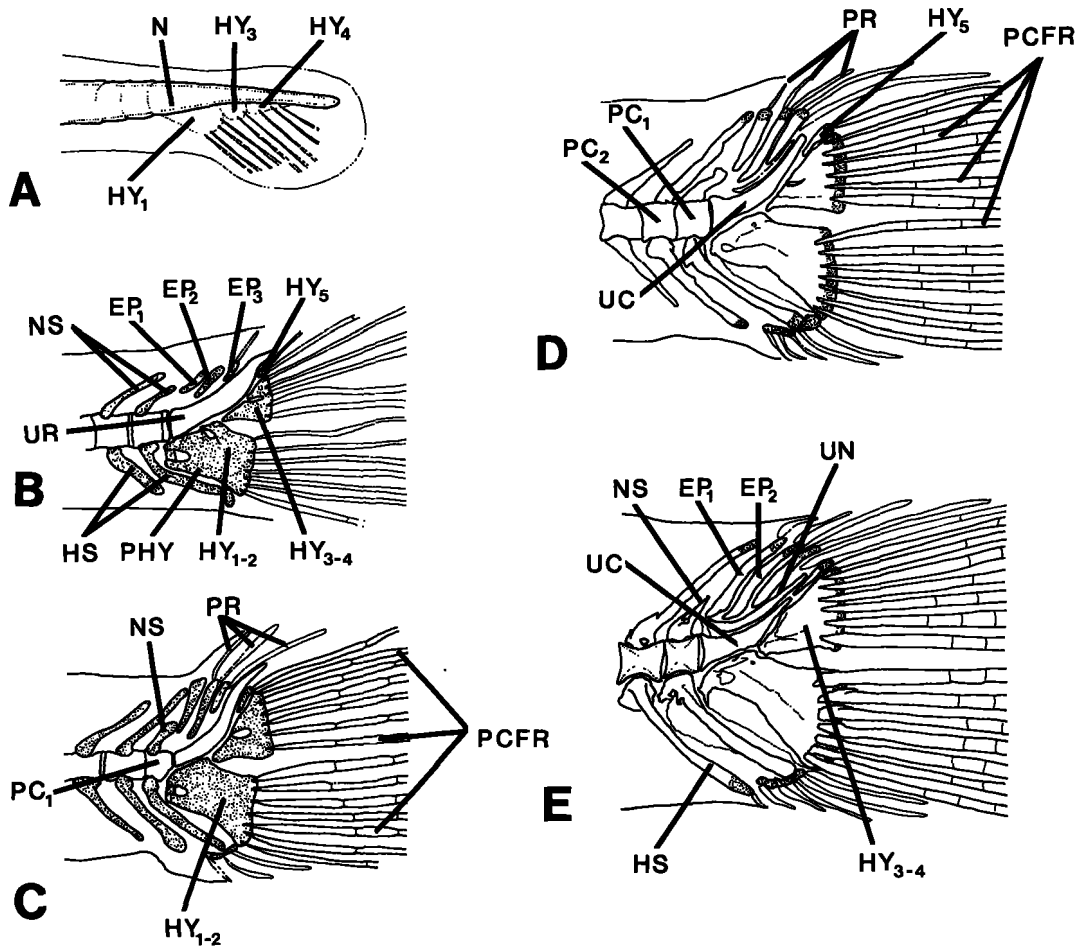 N HY3 HY4
HY1
A
EP1 EP2 EP3 HY5
NS
UR
B
HS PHY HY1-2 HY3-4
NS PR
PCFR
PC1
C
HY1-2
PR HY5 PCFR
PC1
PC2
UC
D
NS EP1 EP2 UN
UC
E
HS HY3-4